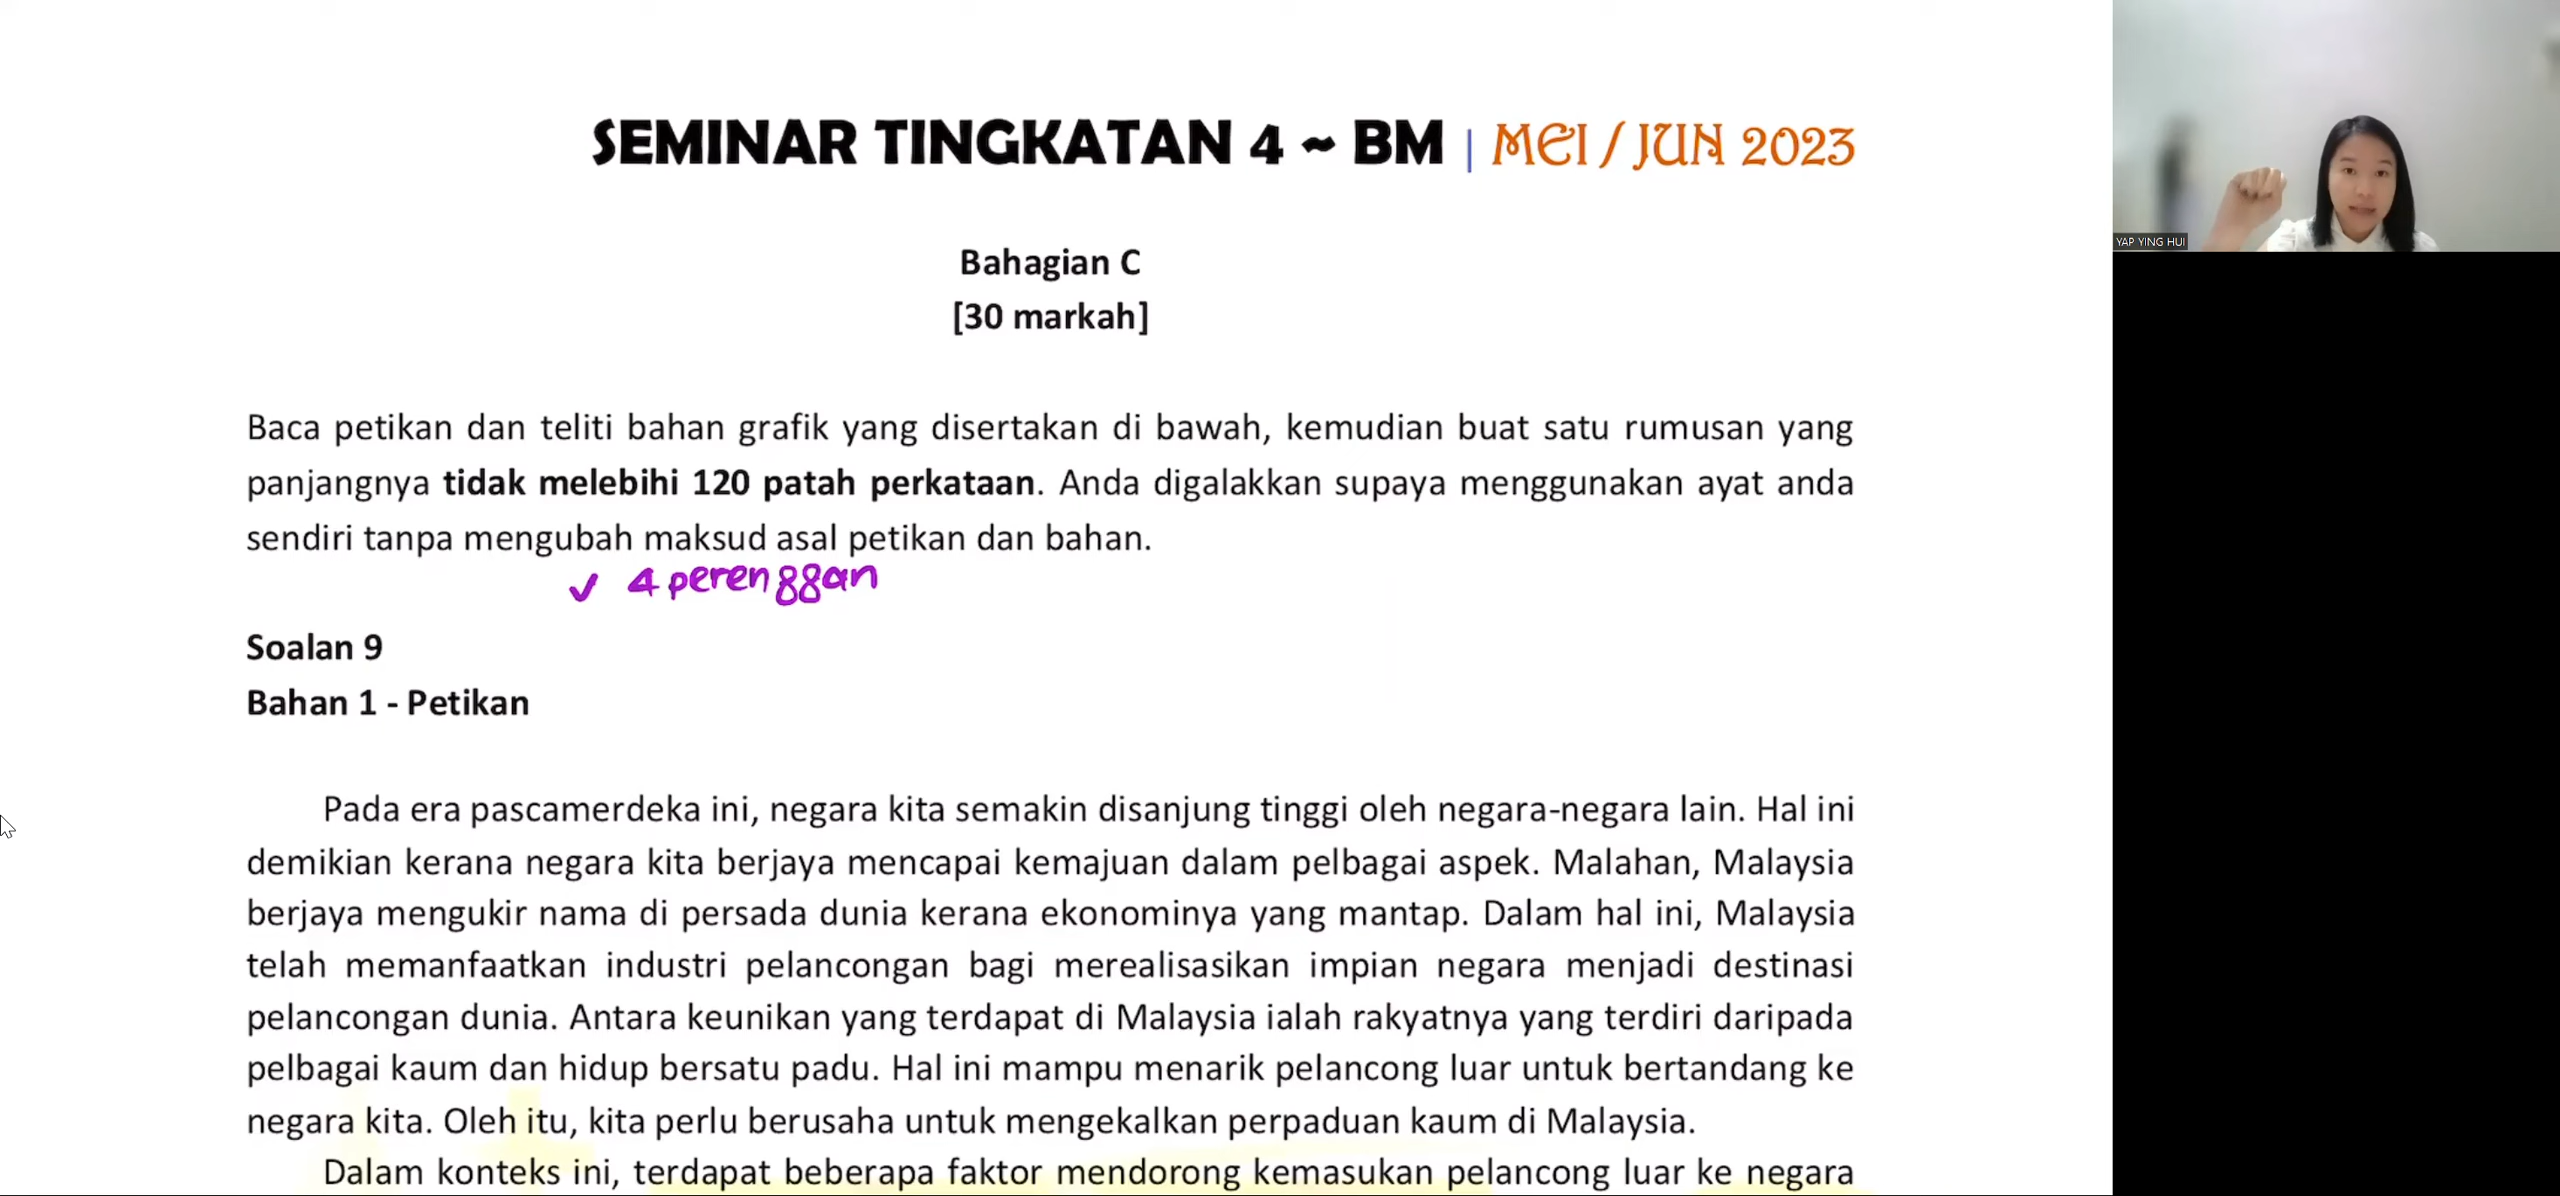 SEMINAR TINGKATAN 4 ~ BM | MEI / JUN 2023
YAP YING HUI
Bahagian C
[30 markah]
Baca petikan dan teliti bahan grafik yang disertakan di bawah, kemudian buat satu rumusan yang
panjangnya tidak melebihi 120 patah perkataan. Anda digalakkan supaya menggunakan ayat anda
sendiri tanpa mengubah maksud asal petikan dan bahan.
✓ 4 perenggan
Soalan 9
Bahan 1 - Petikan
Pada era pascamerdeka ini, negara kita semakin disanjung tinggi oleh negara-negara lain. Hal ini
demikian kerana negara kita berjaya mencapai kemajuan dalam pelbagai aspek. Malahan, Malaysia
berjaya mengukir nama di persada dunia kerana ekonominya yang mantap. Dalam hal ini, Malaysia
telah memanfaatkan industri pelancongan bagi merealisasikan impian negara menjadi destinasi
pelancongan dunia. Antara keunikan yang terdapat di Malaysia ialah rakyatnya yang terdiri daripada
pelbagai kaum dan hidup bersatu padu. Hal ini mampu menarik pelancong luar untuk bertandang ke
negara kita. Oleh itu, kita perlu berusaha untuk mengekalkan perpaduan kaum di Malaysia.
Dalam konteks ini, terdapat beberapa faktor mendorong kemasukan pelancong luar ke negara